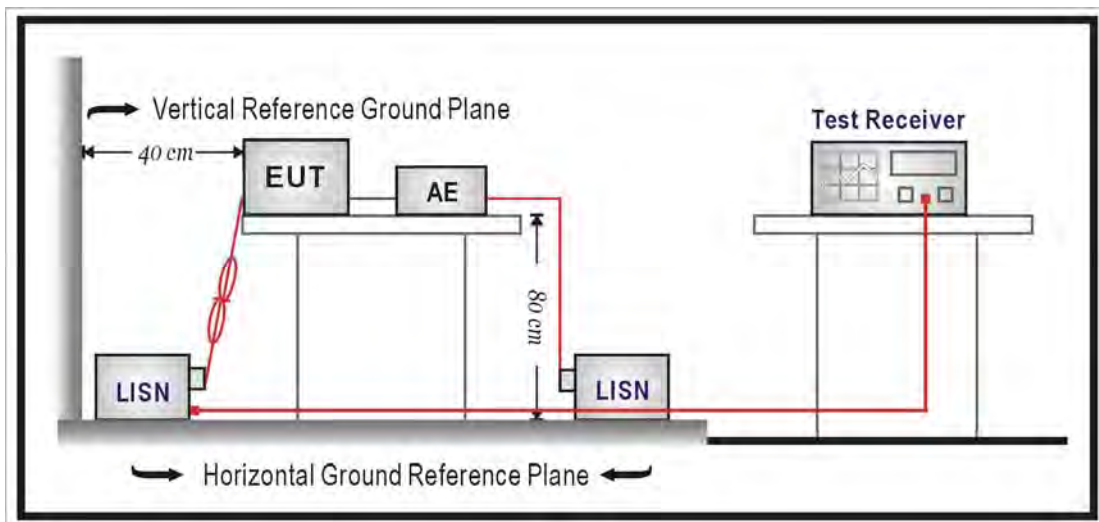 Vertical Reference Ground Plane
Test Receiver
40 cm
EUT
AE
80 cm
LISN
LISN
Horizontal Ground Reference Plane